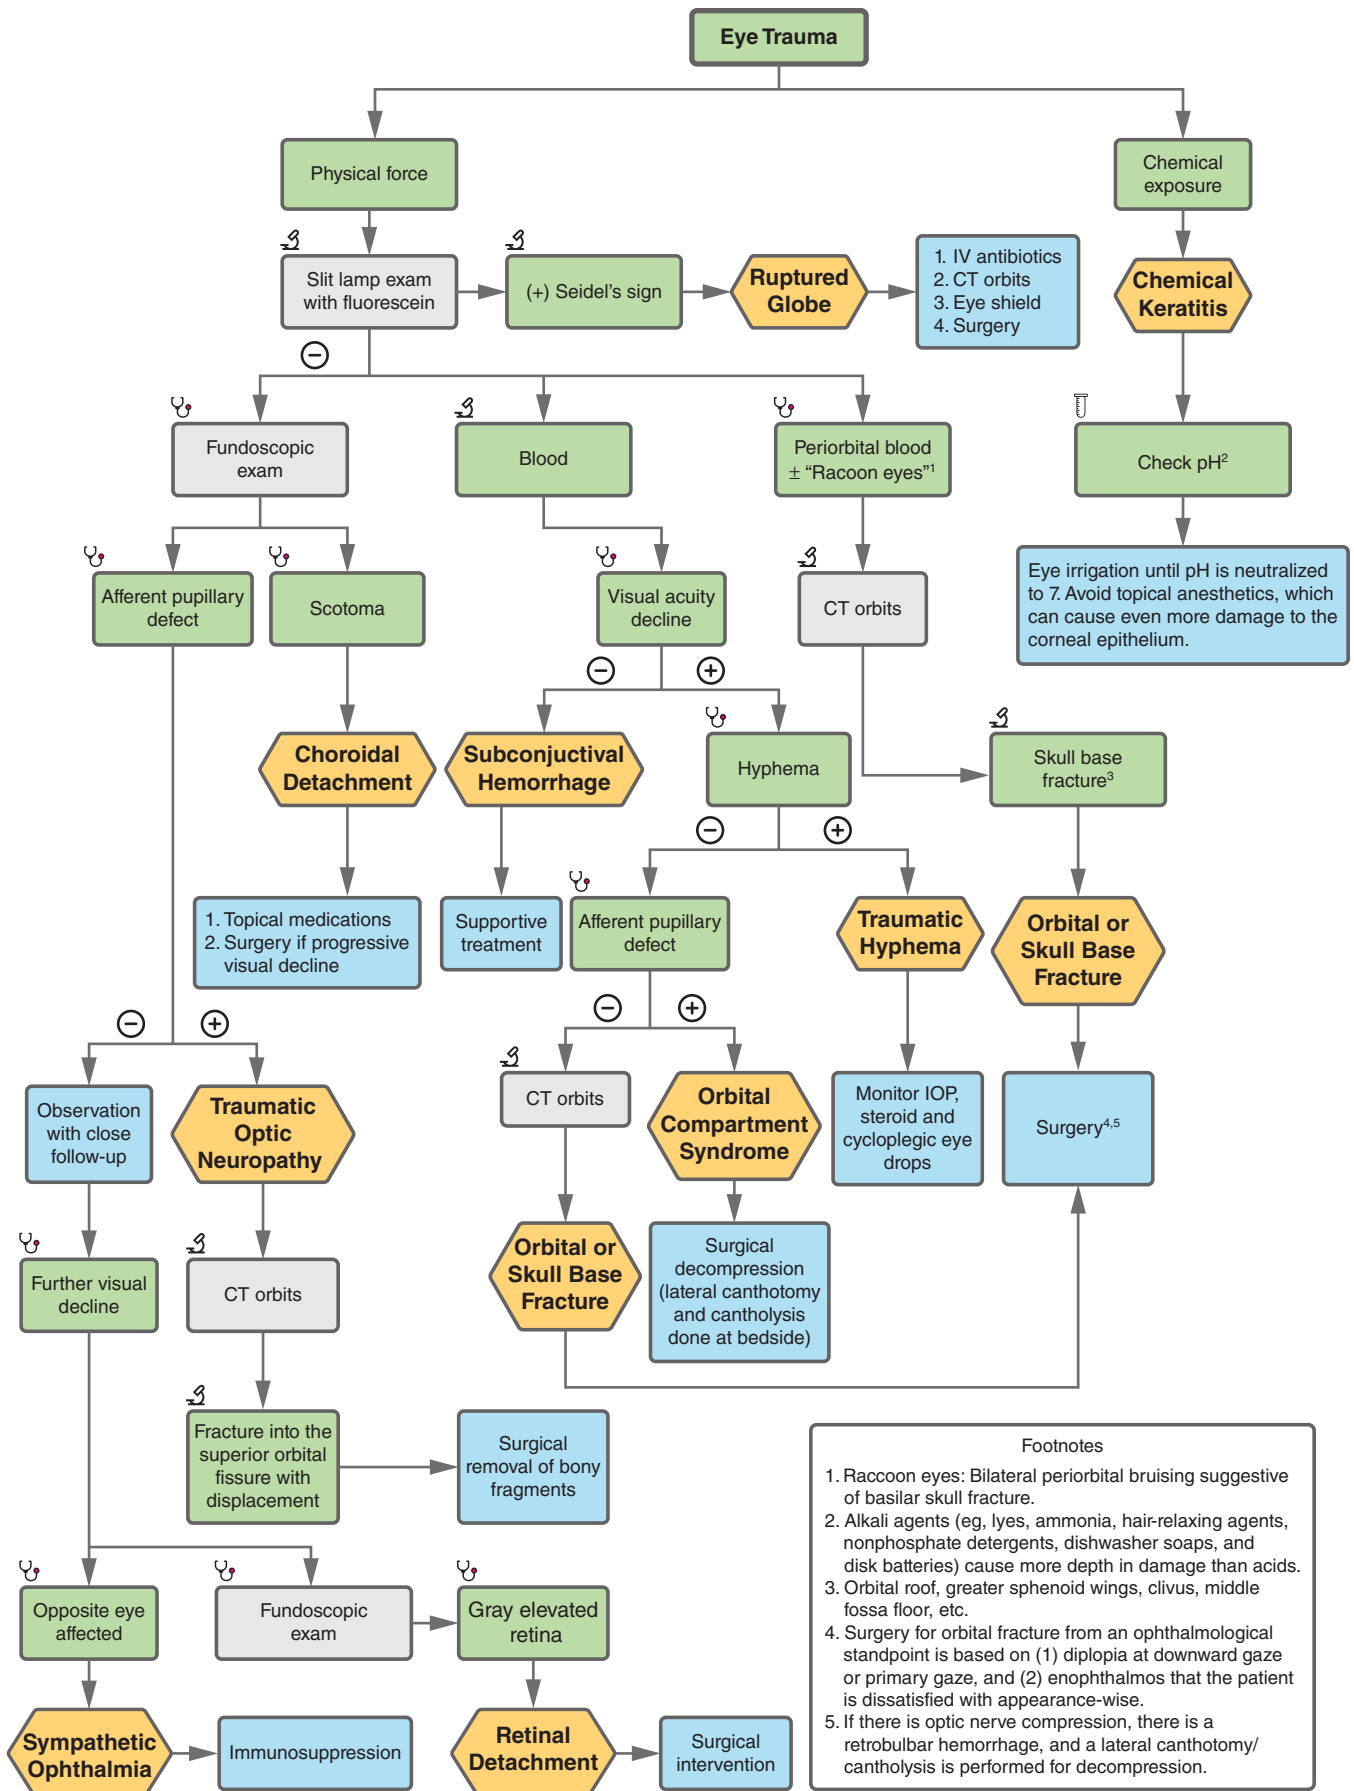 Eye Trauma
Physical force
Chemical
exposure
Slit lamp exam
with fluorescein
(+) Seidel’s sign
Ruptured
Globe
1. IV antibiotics
2. CT orbits
3. Eye shield
4. Surgery
Chemical
Keratitis
−
Fundoscopic
exam
Blood
Periorbital blood
± “Racoon eyes”1
Check pH2
Afferent pupillary
defect
Scotoma
Visual acuity
decline
CT orbits
Eye irrigation until pH is neutralized
to 7. Avoid topical anesthetics, which
can cause even more damage to the
corneal epithelium.
−
+
Choroidal
Detachment
Subconjuctival
Hemorrhage
Hyphema
Skull base
fracture3
−
+
1. Topical medications
2. Surgery if progressive
visual decline
Supportive
treatment
Afferent pupillary
defect
Traumatic
Hyphema
Orbital or
Skull Base
Fracture
−
+
−
+
Observation
with close
follow-up
Traumatic
Optic
Neuropathy
CT orbits
Orbital
Compartment
Syndrome
Monitor IOP,
steroid and
cycloplegic eye
drops
Surgery4,5
Further visual
decline
CT orbits
Orbital or
Skull Base
Fracture
Surgical
decompression
(lateral canthotomy
and cantholysis
done at bedside)
Fracture into the
superior orbital
fissure with
displacement
Surgical
removal of bony
fragments
Opposite eye
affected
Fundoscopic
exam
Gray elevated
retina
Sympathetic
Ophthalmia
Immunosuppression
Retinal
Detachment
Surgical
intervention
Footnotes
1. Raccoon eyes: Bilateral periorbital bruising suggestive
of basilar skull fracture.
2. Alkali agents (eg, lyes, ammonia, hair-relaxing agents,
nonphosphate detergents, dishwasher soaps, and
disk batteries) cause more depth in damage than acids.
3. Orbital roof, greater sphenoid wings, clivus, middle
fossa floor, etc.
4. Surgery for orbital fracture from an ophthalmological
standpoint is based on (1) diplopia at downward gaze
or primary gaze, and (2) enophthalmos that the patient
is dissatisfied with appearance-wise.
5. If there is optic nerve compression, there is a
retrobulbar hemorrhage, and a lateral canthotomy/
cantholysis is performed for decompression.